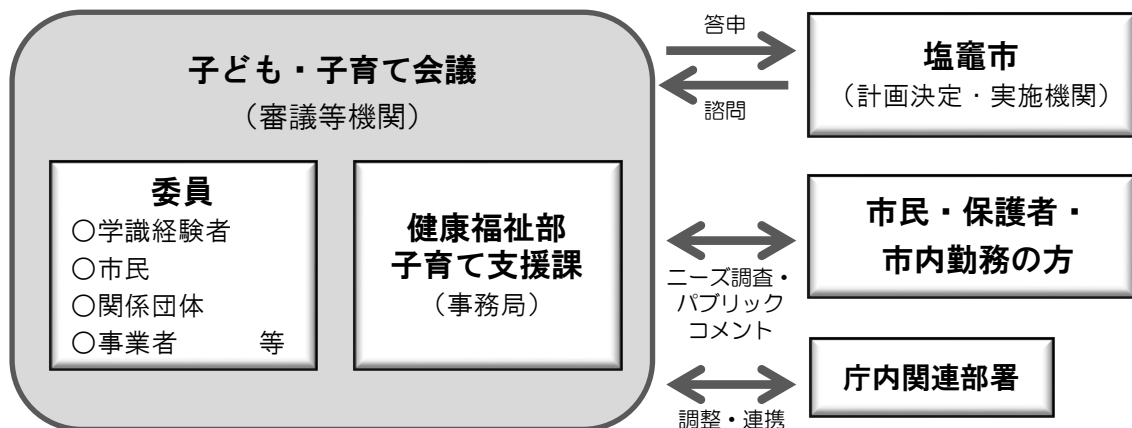 子ども・子育て会議
（審議等機関）
委員
○学識経験者
○市民
○関係団体
○事業者　　　等
健康福祉部
子育て支援課
（事務局）
答申
諮問
塩竈市
（計画決定・実施機関）
ニーズ調査・
パブリック
コメント
市民・保護者・
市内勤務の方
調整・連携
庁内関連部署